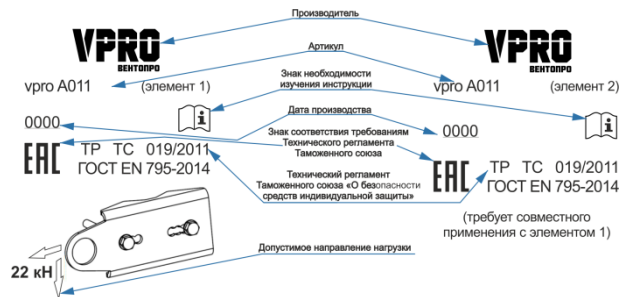 Производитель
VPRO
ВЕНТОПРО
VPRO
ВЕНТОПРО
Артикул
vpro A011
(элемент 1)
vpro A011
(элемент 2)
Знак необходимости
изучения инструкции
Дата производства
0000
0000
Знак соответствия требованиям
Технического регламента
Таможенного союза
EAC
ТР ТС 019/2011
ГОСТ EN 795-2014
EAC
ТР ТС 019/2011
ГОСТ EN 795-2014
Технический регламент
Таможенного союза «О безопасности
средств индивидуальной защиты»
(требует совместного
применения с элементом 1)
Допустимое направление нагрузки
22 кН